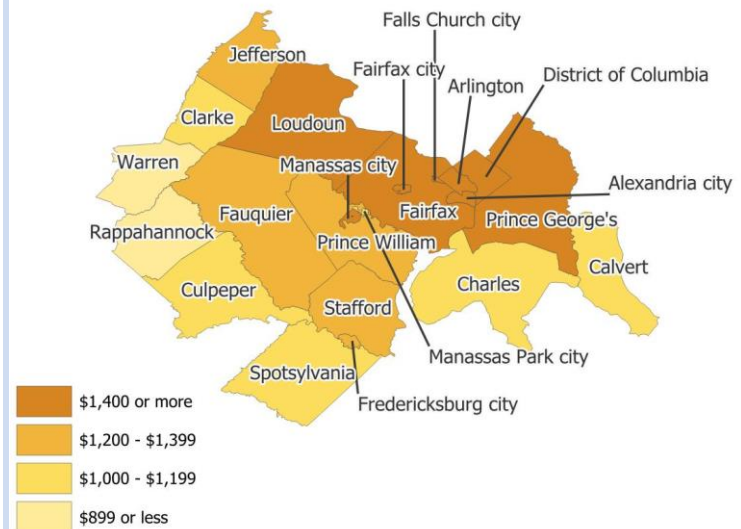 Falls Church city
Jefferson
Fairfax city
Arlington
District of Columbia
Clarke
Loudoun
Warren
Manassas city
Alexandria city
Fauquier
Fairfax
Prince George's
Rappahannock
Prince William
Calvert
Culpeper
Charles
Stafford
Manassas Park city
Spotsylvania
Fredericksburg city
$1,400 or more
$1,200 - $1,399
$1,000 - $1,199
$899 or less